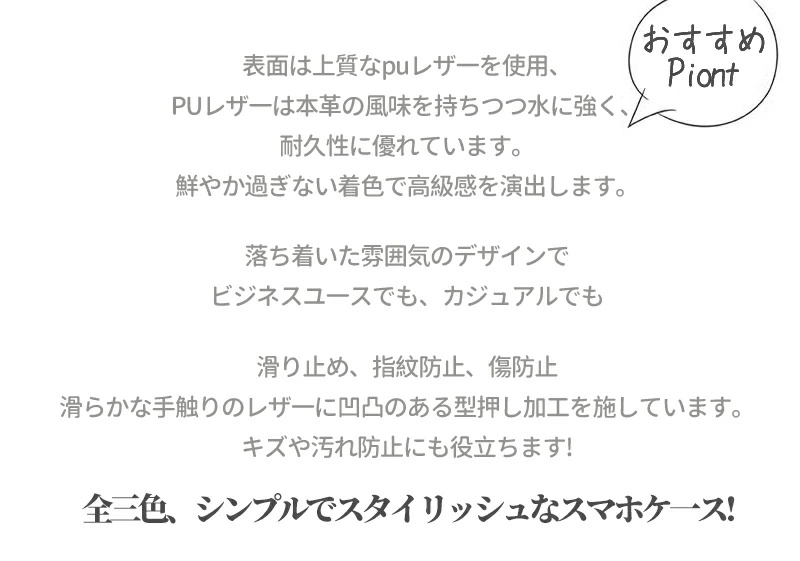 おすすめ
Piont
表面は上質なpuレザーを使用、
PUレザーは本革の風味を持ちつつ水に強く、
耐久性に優れています。
鮮やか過ぎない着色で高級感を演出します。
落ち着いた雰囲気のデザインで
ビジネスユースでも、カジュアルでも
滑り止め、指紋防止、傷防止
滑らかな手触りのレザーに凹凸のある型押し加工を施しています。
キズや汚れ防止にも役立ちます!
全三色、シンプルでスタイリッシュなスマホケース!